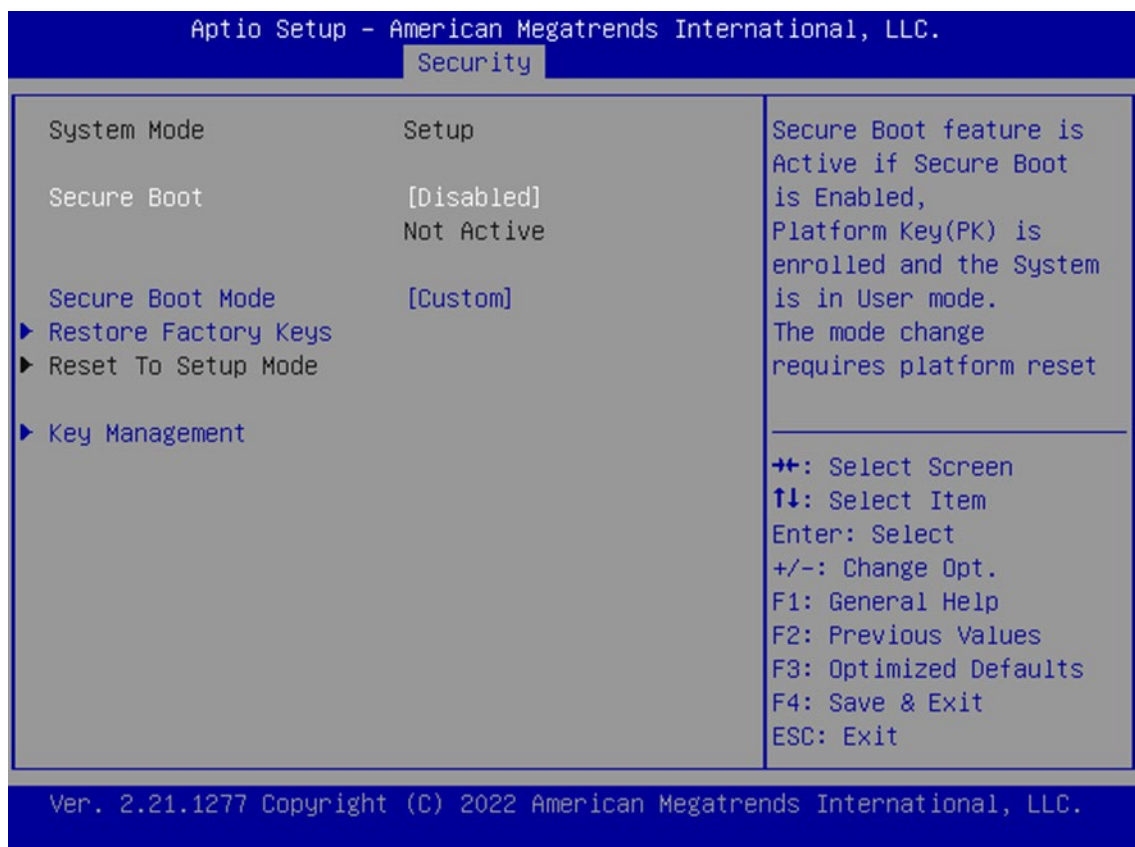 Aptio Setup – American Megatrends International, LLC.
Security
System Mode Setup
Secure Boot [Disabled]
Not Active
Secure Boot Mode [Custom]
Restore Factory Keys
Reset To Setup Mode
Key Management
Secure Boot feature is
Active if Secure Boot
is Enabled,
Platform Key(PK) is
enrolled and the System
is in User mode.
The mode change
requires platform reset
→←: Select Screen
↑↓: Select Item
Enter: Select
+/-: Change Opt.
F1: General Help
F2: Previous Values
F3: Optimized Defaults
F4: Save & Exit
ESC: Exit
Ver. 2.21.1277 Copyright (C) 2022 American Megatrends International, LLC.